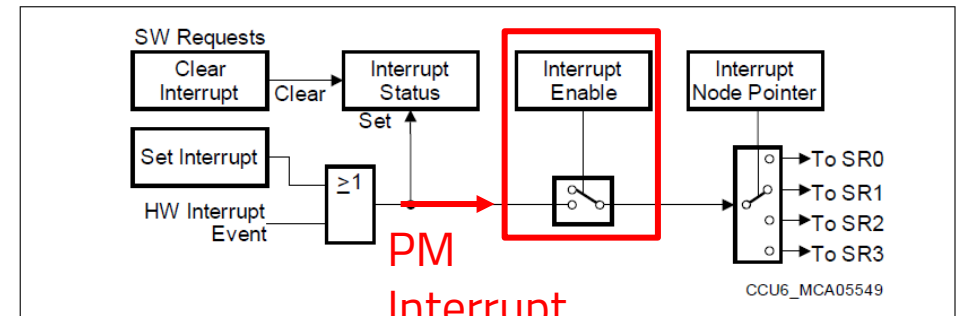 SW Requests
Clear
Interrupt
Clear
Interrupt
Status
Set
Interrupt
Enable
Interrupt
Node Pointer
Set Interrupt
≥1
HW Interrupt
Event
To SR0
To SR1
To SR2
To SR3
PM
Interrupt
CCU6_MCA05549